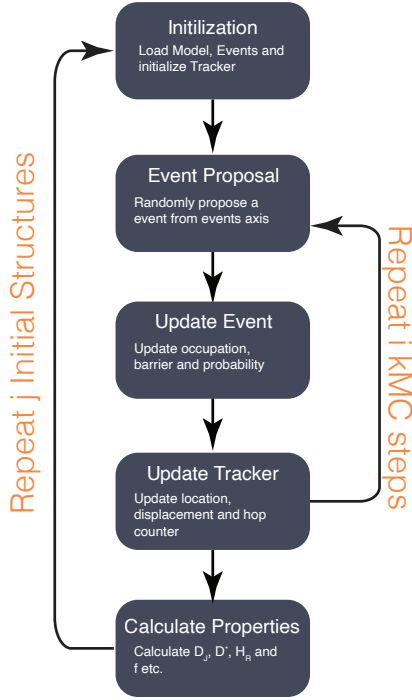 Initilization
Load Model, Events and
initialize Tracker
Event Proposal
Randomly propose a
event from events axis
Update Event
Update occupation,
barrier and probability
Update Tracker
Update location,
displacement and hop
counter
Calculate Properties
Calculate D_J, D^*, H_R and
f etc.
Repeat j Initial Structures
Repeat i kMC steps